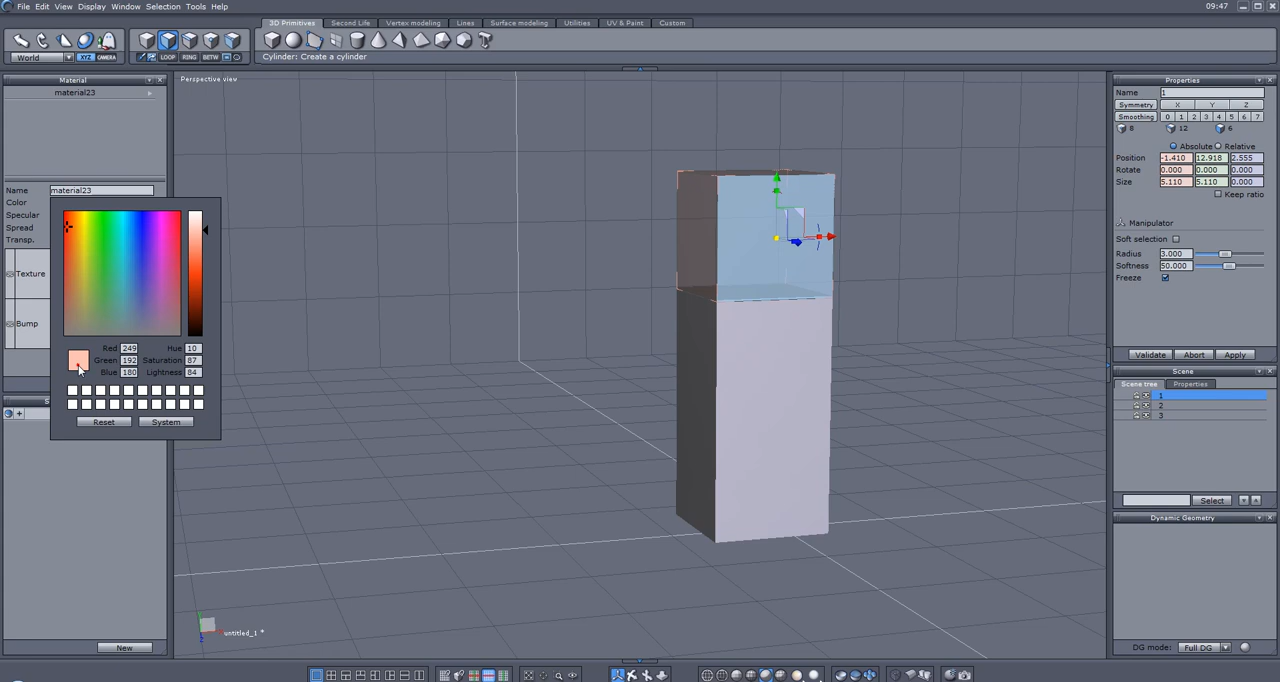 File Edit View Display Window Selection Tools Help
09:47
3D Primitives Second Life Vertex modeling Lines Surface modeling Utilities UV & Paint Custom
World XYZ CAMERA LOOP RING BETW
Cylinder: Create a cylinder
Material
material23
Name material23
Color
Specular
Spread
Transp.
Texture
Bump
Red 249 Hue 10
Green 192 Saturation 87
Blue 180 Lightness 84
Reset System
New
Perspective view
untitled_1 *
Properties
Name 1
Symmetry X Y Z
Smoothing 0 1 2 3 4 5 6 7
8 12 6
Absolute Relative
Position -1.410 12.918 2.555
Rotate 0.000 0.000 0.000
Size 5.110 5.110 0.000
Keep ratio
Manipulator
Soft selection
Radius 3.000
Softness 50.000
Freeze
Validate Abort Apply
Scene
Scene tree Properties
1
2
3
Select
Dynamic Geometry
DG mode: Full DG